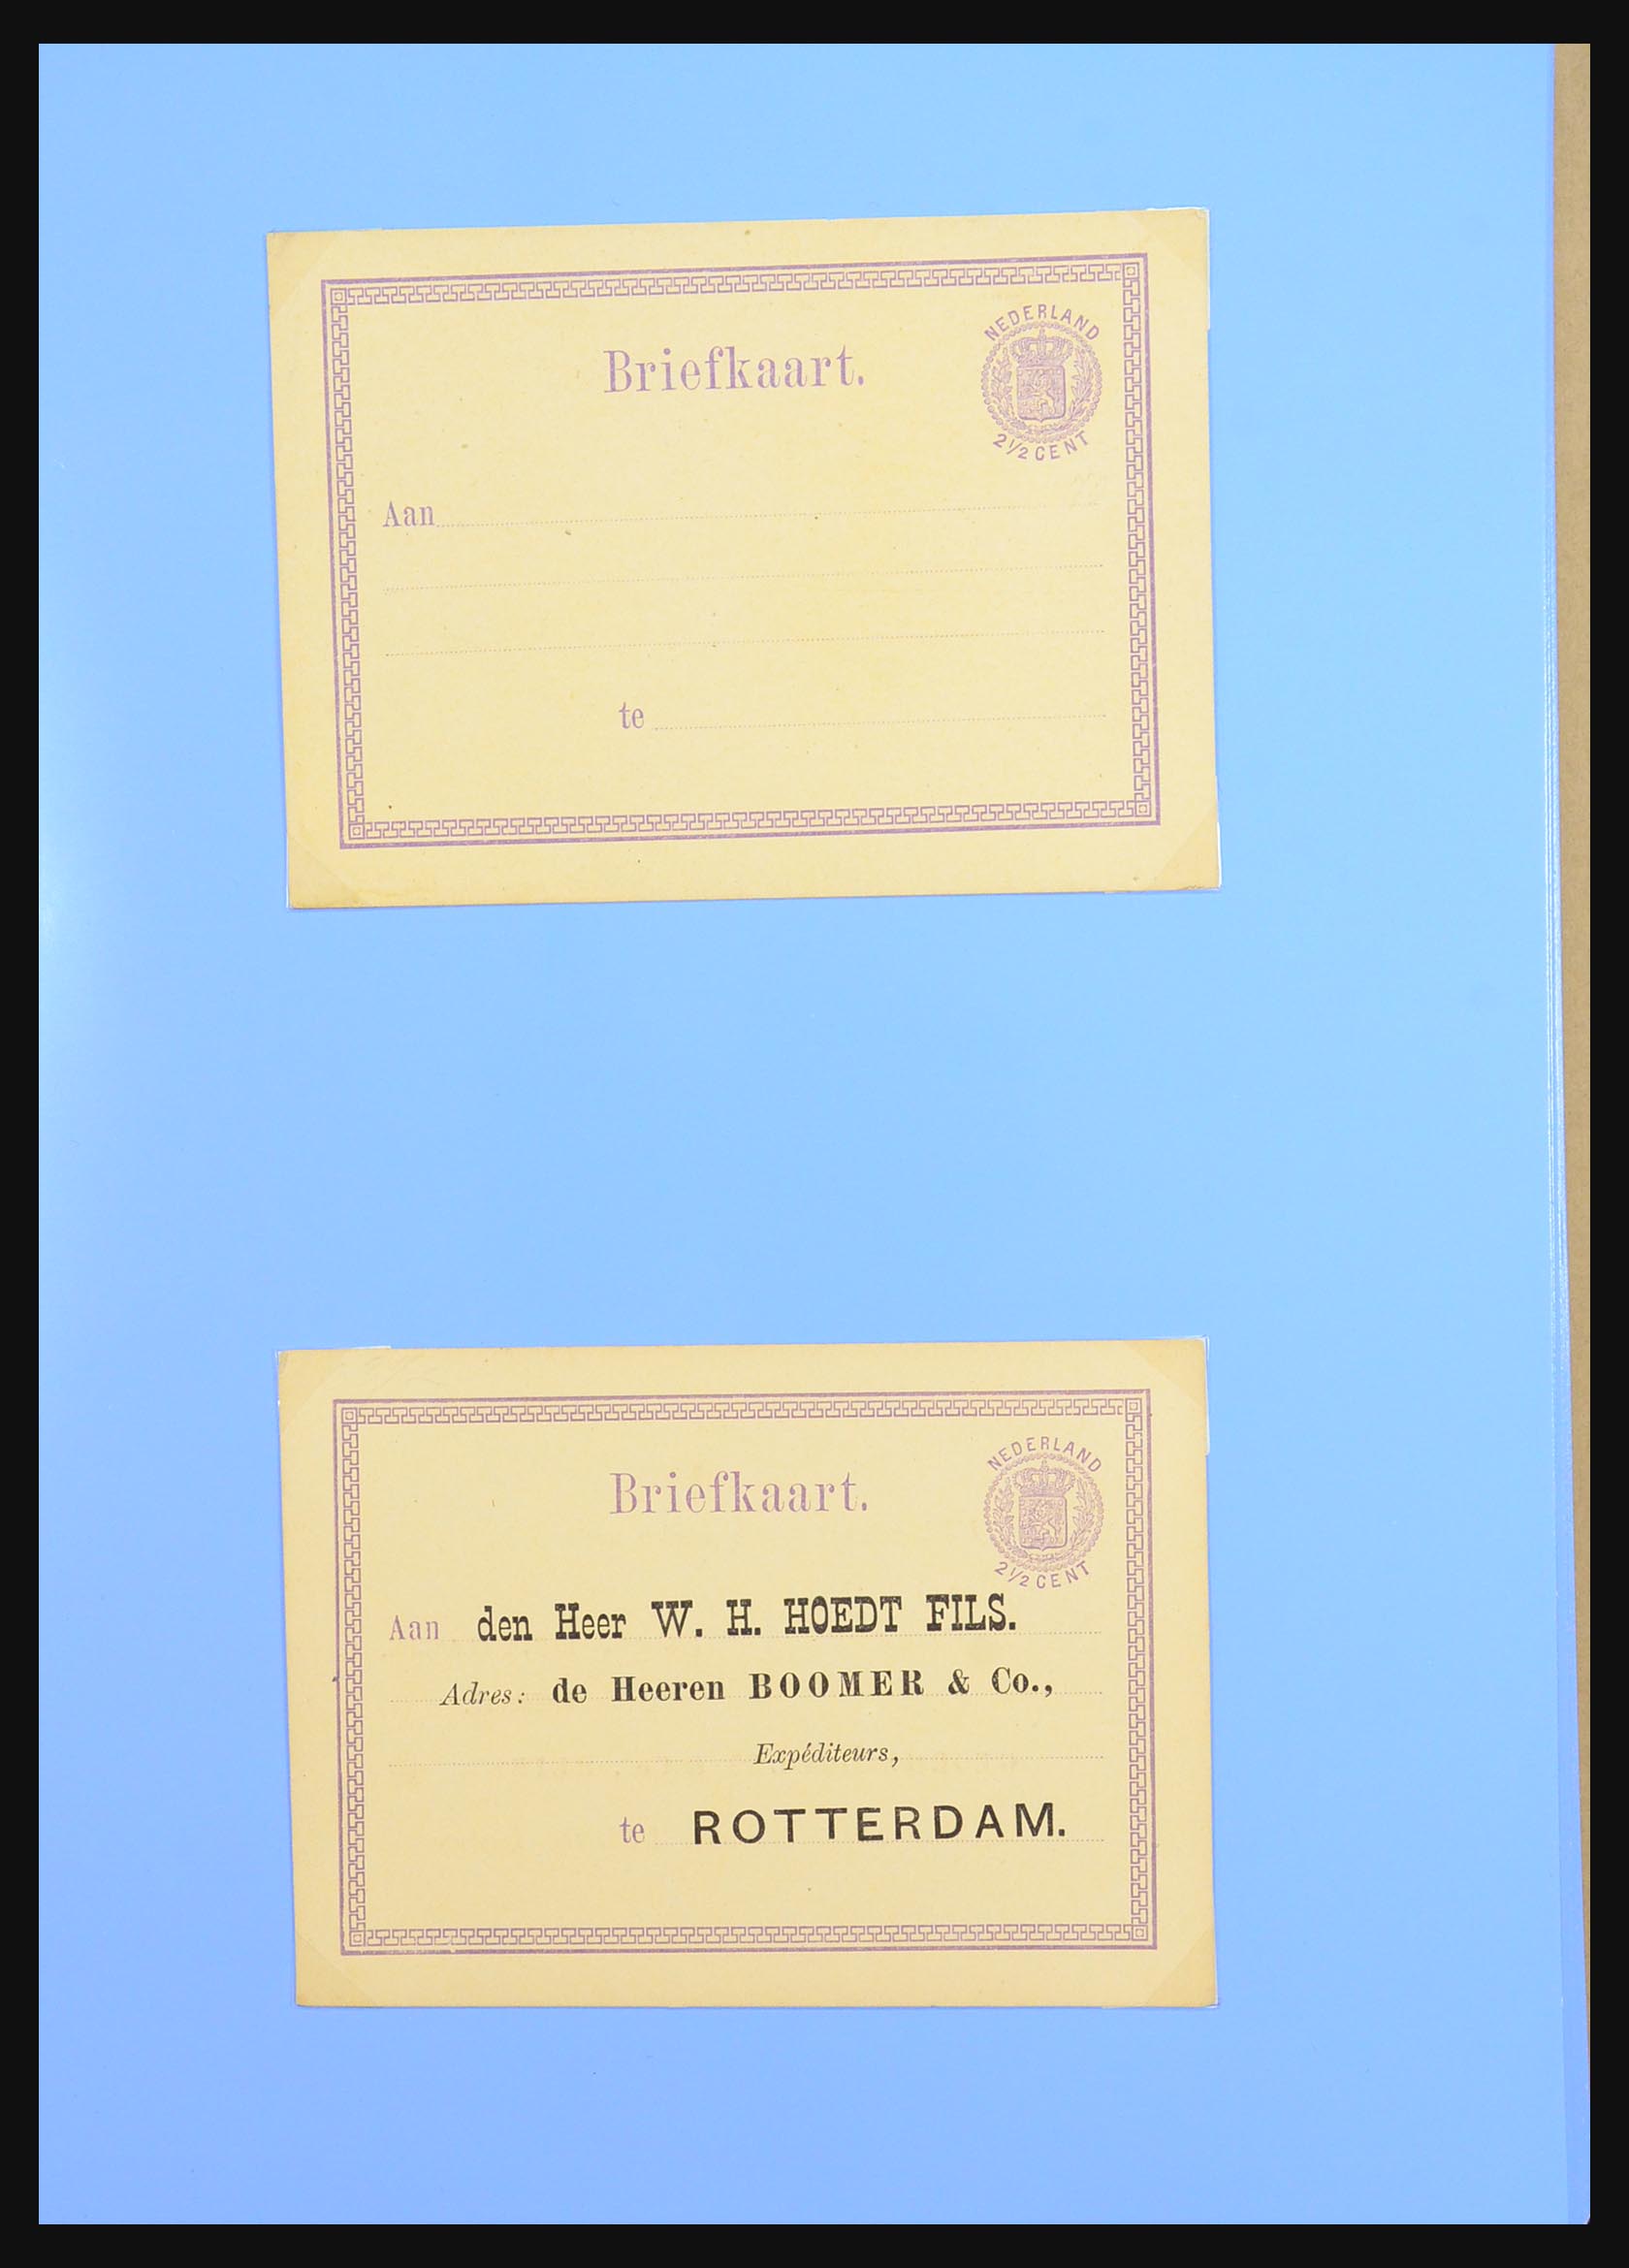 NEDERLAND
Briefkaart.
2½ CENT
Aan
te
NEDERLAND
Briefkaart.
2½ CENT
Aan den Heer W. H. HOEDT FILS.
Adres: de Heeren BOOMER & Co.,
Expéditeurs,
te ROTTERDAM.